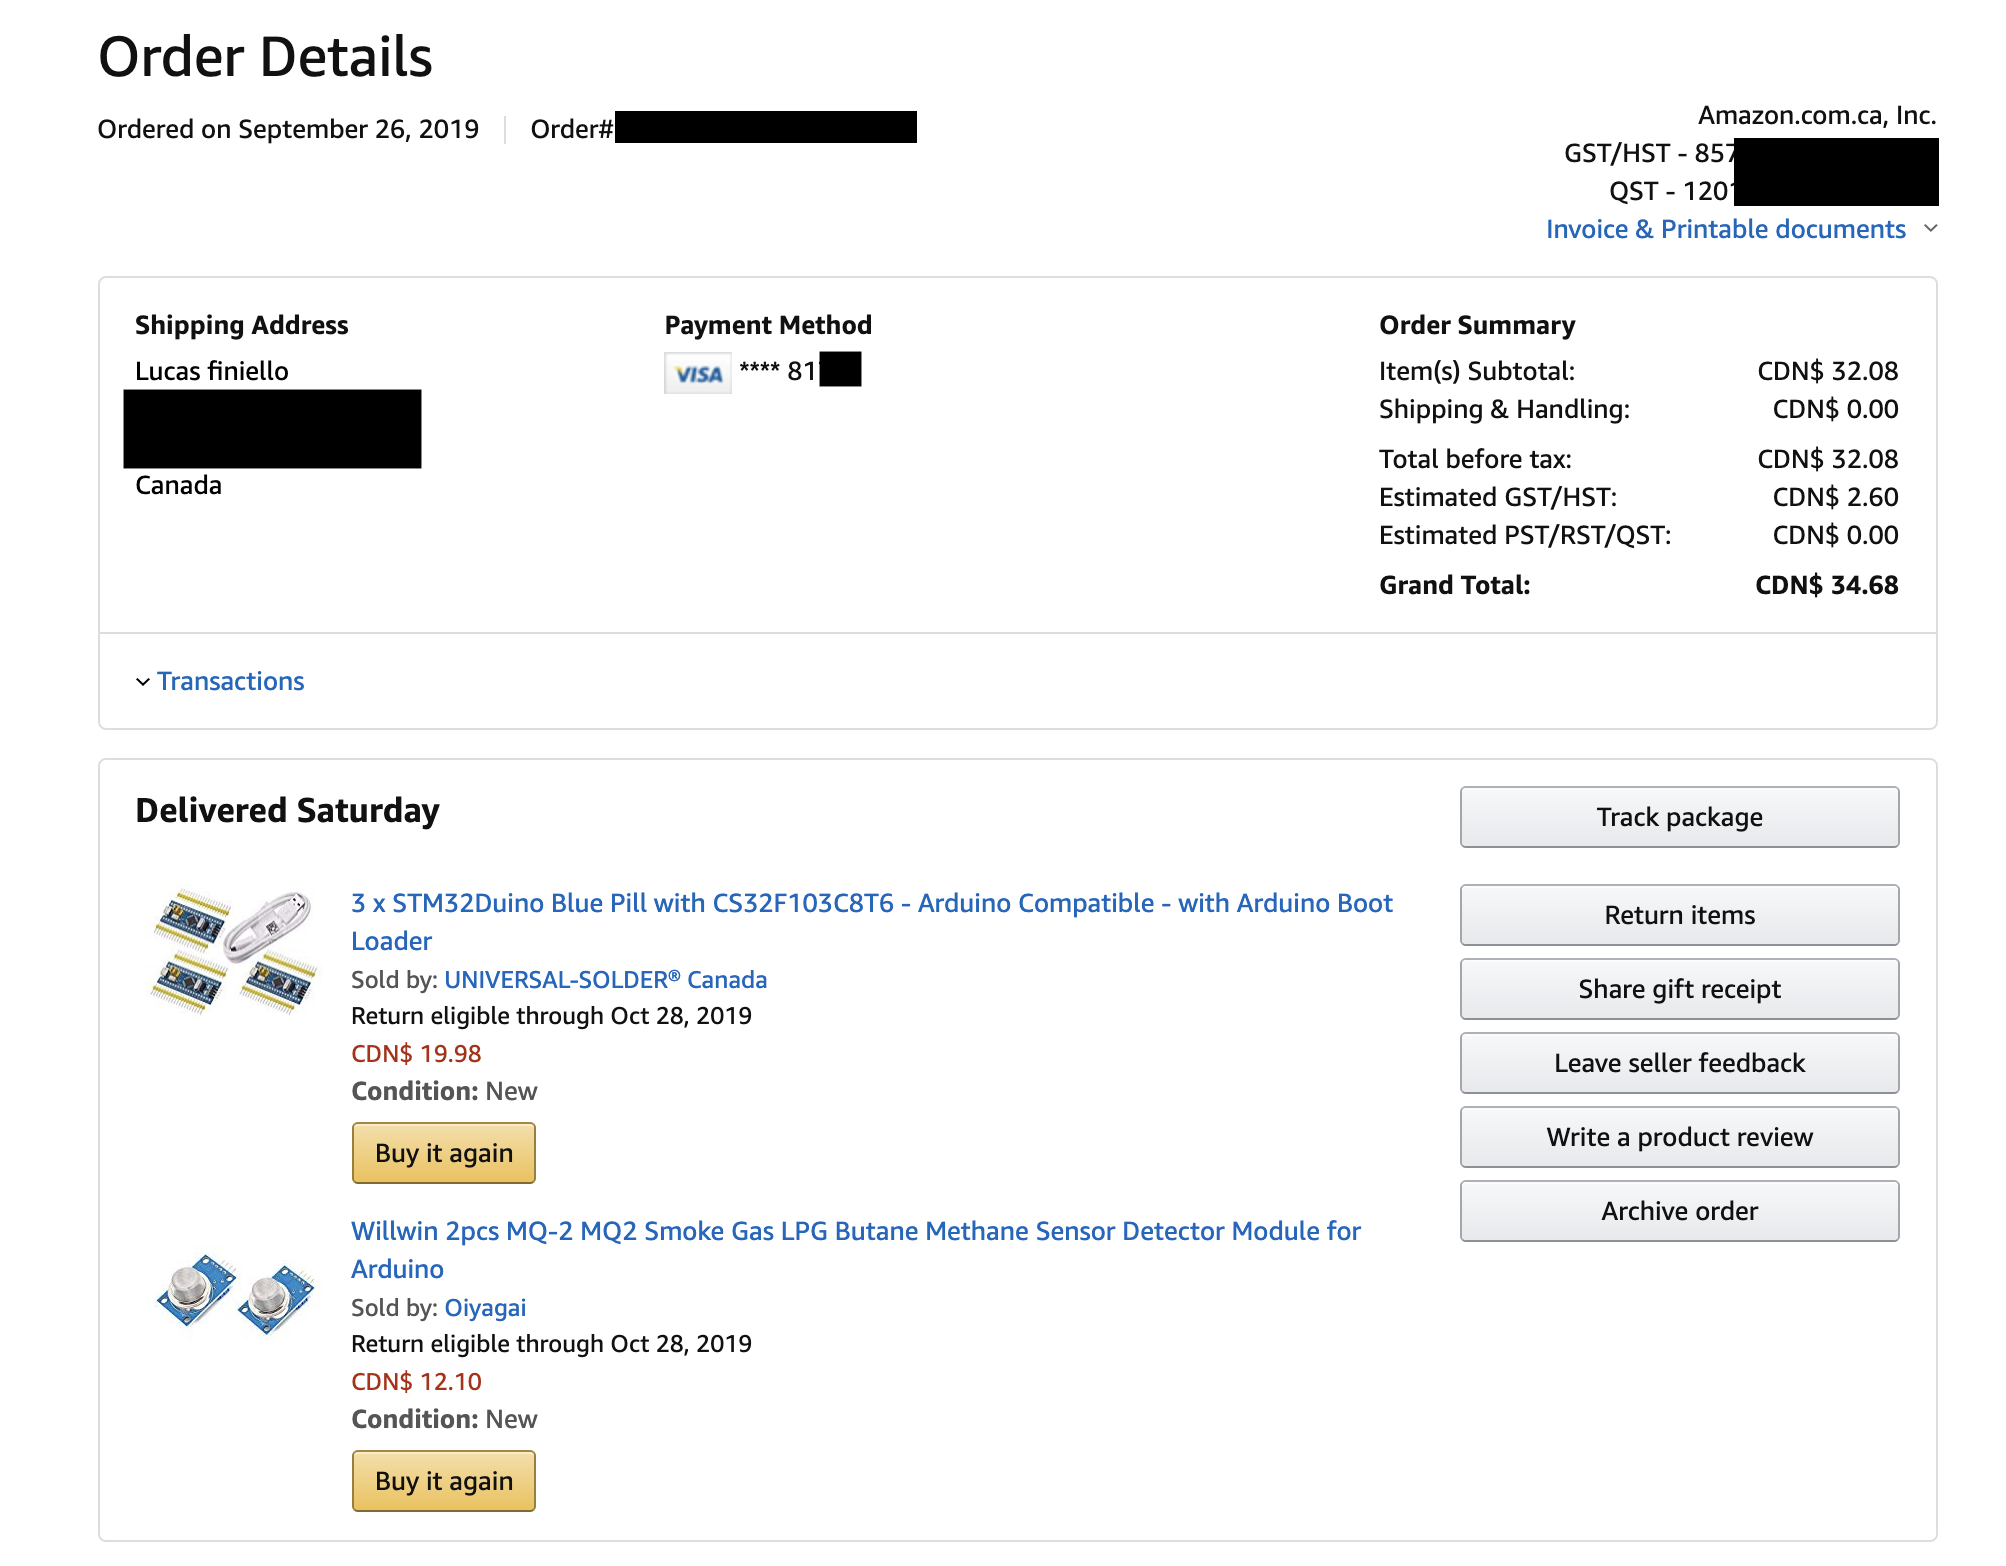 Order Details
Ordered on September 26, 2019
Order#
Amazon.com.ca, Inc.
GST/HST - 857
QST - 120
Invoice & Printable documents
Shipping Address
Lucas finiello
Canada
Payment Method
VISA **** 81
Order Summary
Item(s) Subtotal: CDN$ 32.08
Shipping & Handling: CDN$ 0.00
Total before tax: CDN$ 32.08
Estimated GST/HST: CDN$ 2.60
Estimated PST/RST/QST: CDN$ 0.00
Grand Total: CDN$ 34.68
Transactions
Delivered Saturday
3 x STM32Duino Blue Pill with CS32F103C8T6 - Arduino Compatible - with Arduino Boot
Loader
Sold by: UNIVERSAL-SOLDER® Canada
Return eligible through Oct 28, 2019
CDN$ 19.98
Condition: New
Buy it again
Willwin 2pcs MQ-2 MQ2 Smoke Gas LPG Butane Methane Sensor Detector Module for
Arduino
Sold by: Oiyagai
Return eligible through Oct 28, 2019
CDN$ 12.10
Condition: New
Buy it again
Track package
Return items
Share gift receipt
Leave seller feedback
Write a product review
Archive order